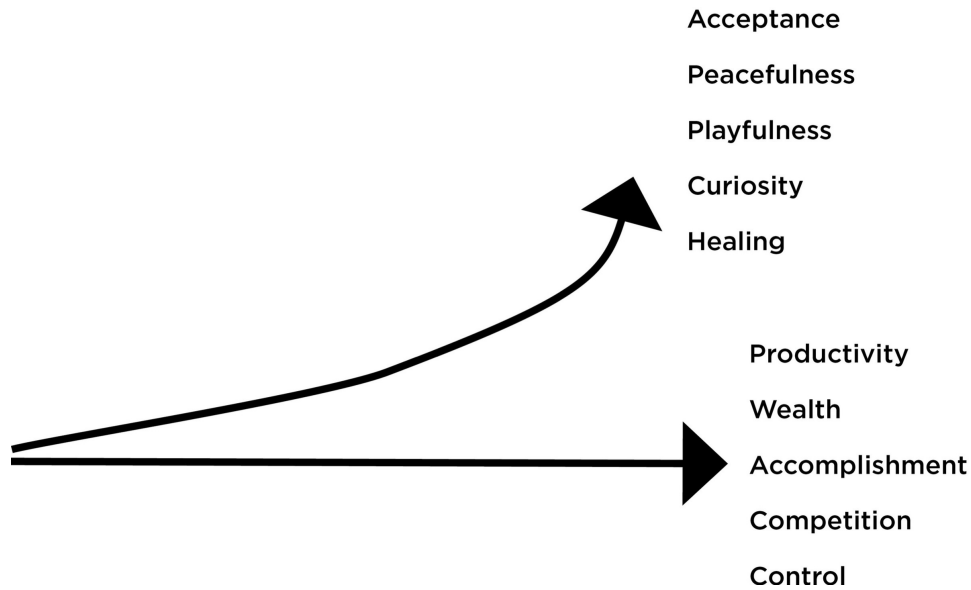 Acceptance
Peacefulness
Playfulness
Curiosity
Healing
Productivity
Wealth
Accomplishment
Competition
Control